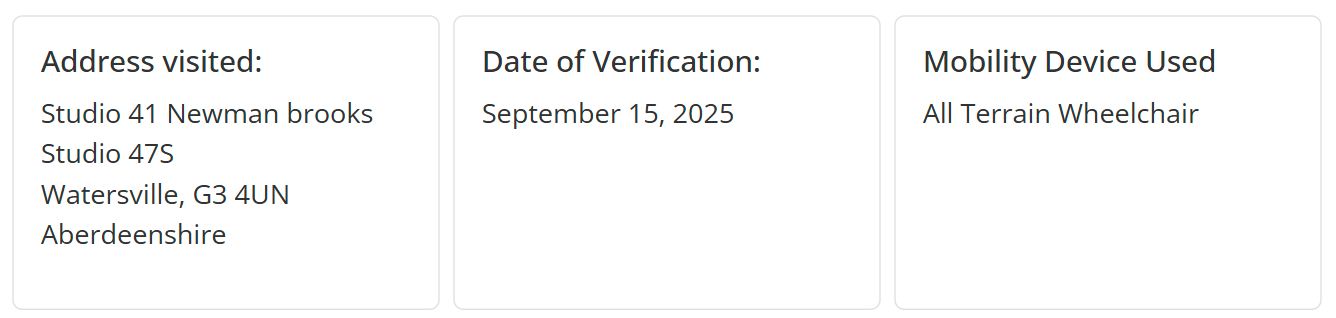 Address visited:
Studio 41 Newman brooks
Studio 47S
Watersville, G3 4UN
Aberdeenshire
Date of Verification:
September 15, 2025
Mobility Device Used
All Terrain Wheelchair